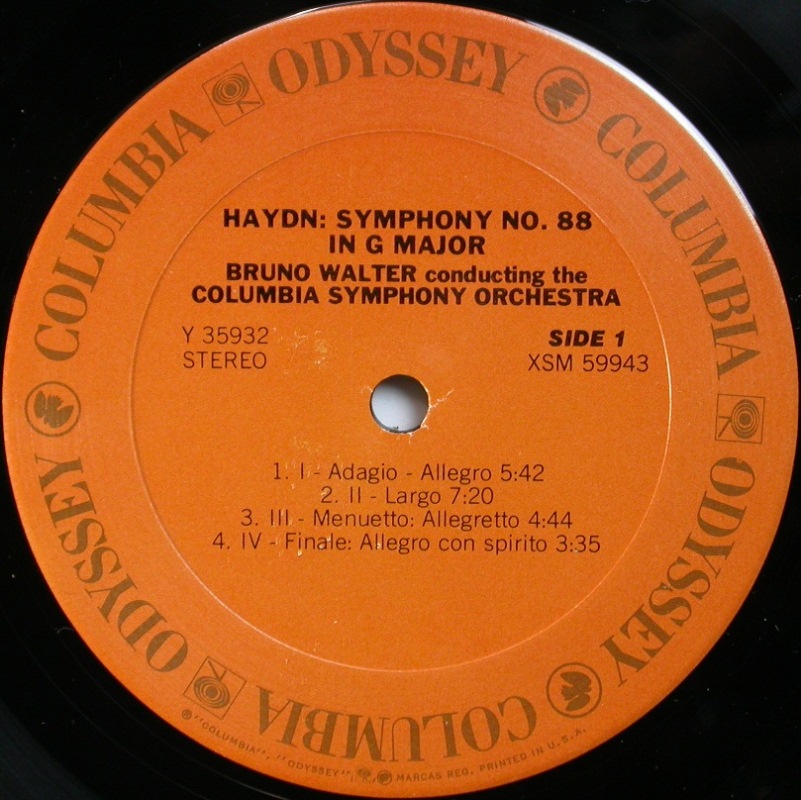 ODYSSEY
COLUMBIA
ODYSSEY
COLUMBIA
ODYSSEY
COLUMBIA
HAYDN: SYMPHONY NO. 88
IN G MAJOR
BRUNO WALTER conducting the
COLUMBIA SYMPHONY ORCHESTRA
Y 35932
STEREO
SIDE 1
XSM 59943
1. I - Adagio - Allegro 5:42
2. II - Largo 7:20
3. III - Menuetto: Allegretto 4:44
4. IV - Finale: Allegro con spirito 3:35
® "COLUMBIA", "ODYSSEY", MARCAS REG. PRINTED IN U.S.A.